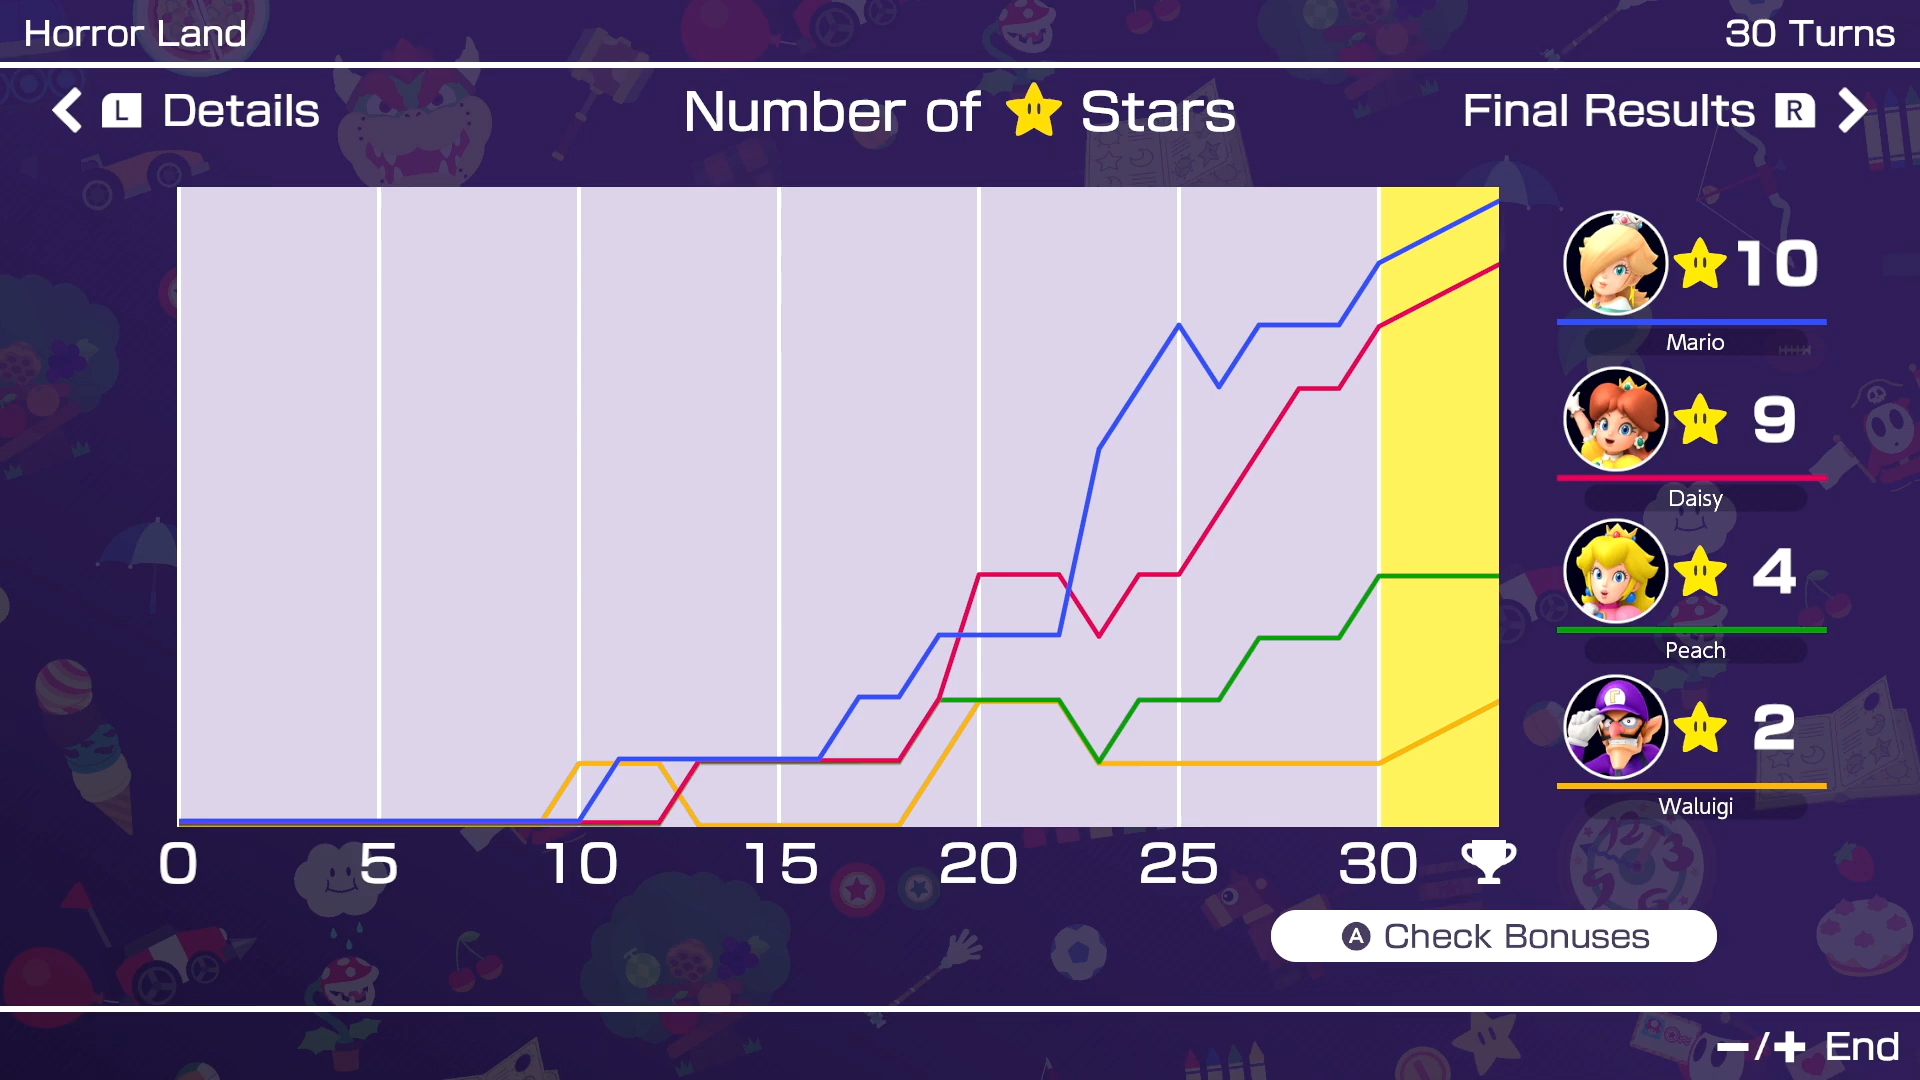 Horror Land
30 Turns
L Details
Number of Stars
Final Results R
10
Mario
9
Daisy
4
Peach
2
Waluigi
0 5 10 15 20 25 30
A Check Bonuses
-/+ End